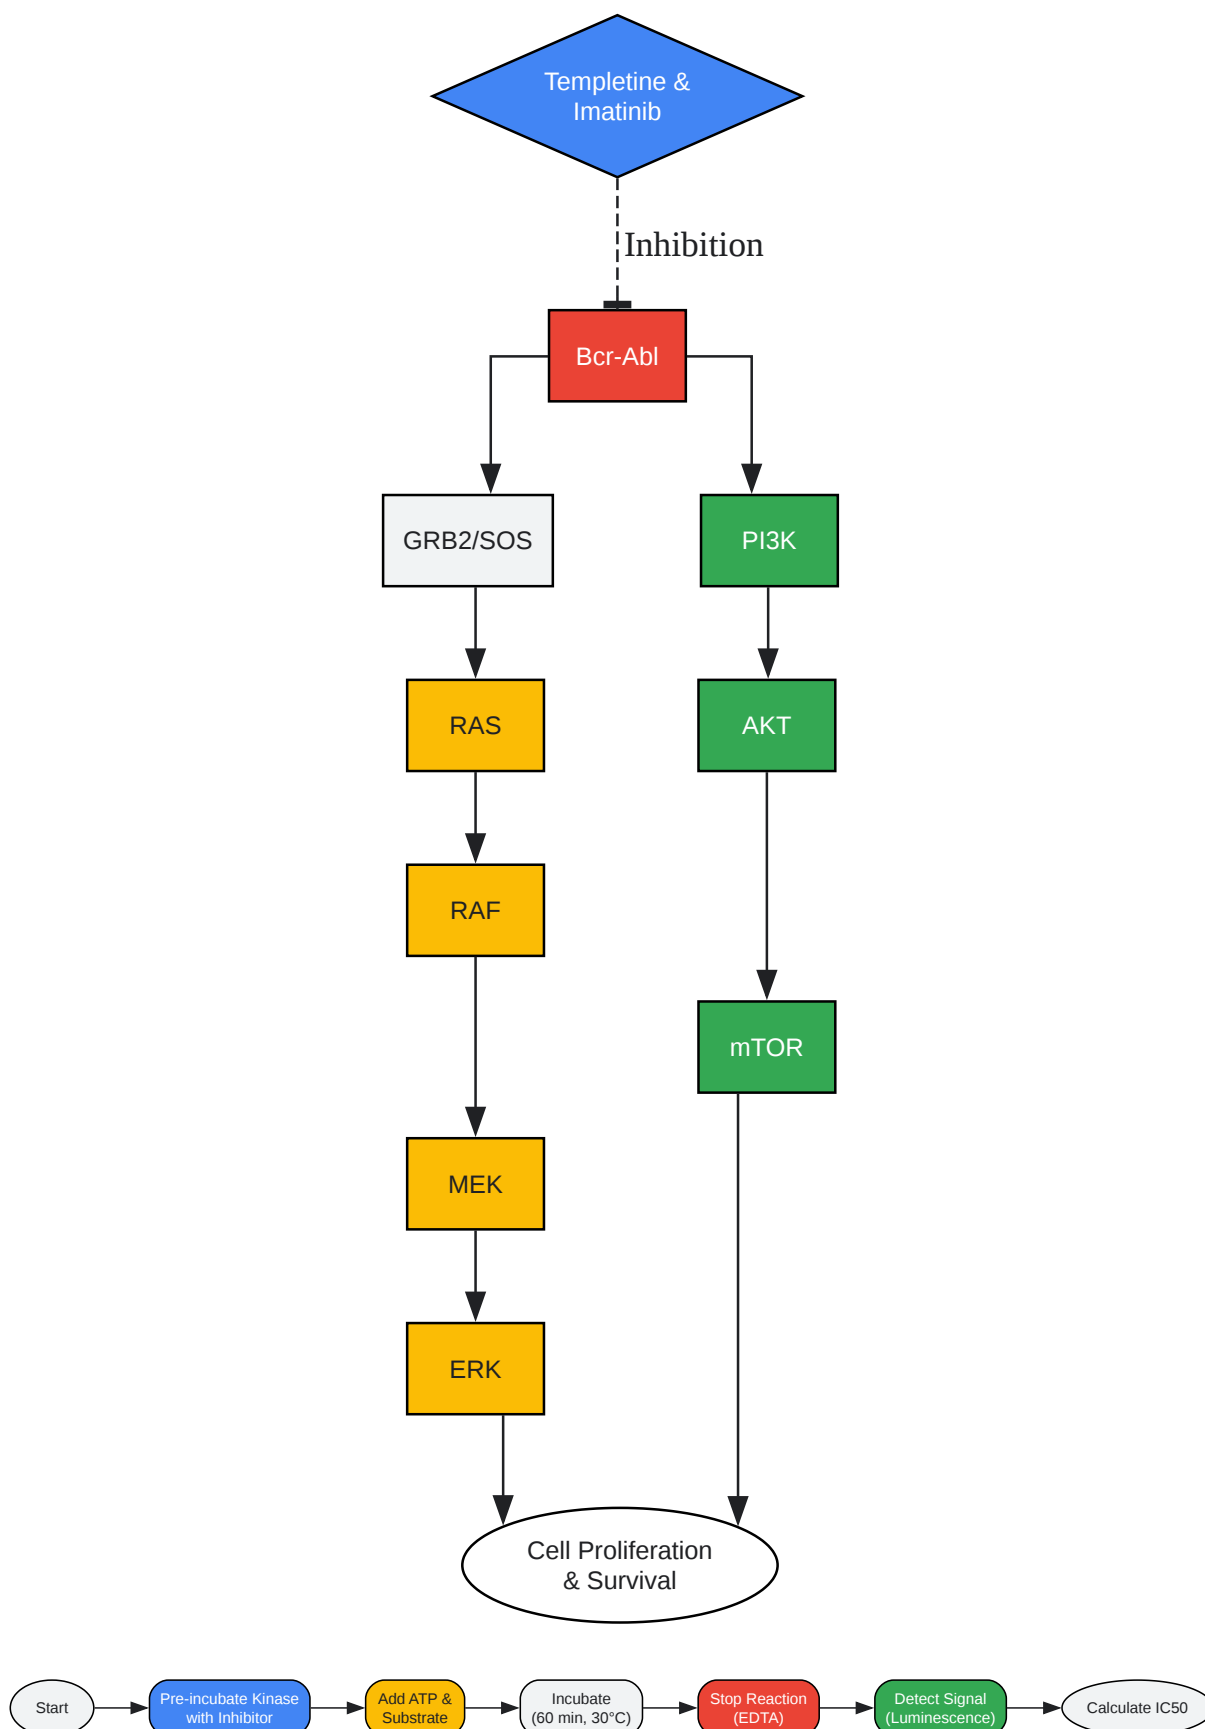 Templetine &
Imatinib
Inhibition
Bcr-Abl
GRB2/SOS
PI3K
RAS
AKT
RAF
mTOR
MEK
ERK
Cell Proliferation
& Survival
Start
Pre-incubate Kinase
with Inhibitor
Add ATP &
Substrate
Incubate
(60 min, 30°C)
Stop Reaction
(EDTA)
Detect Signal
(Luminescence)
Calculate IC50